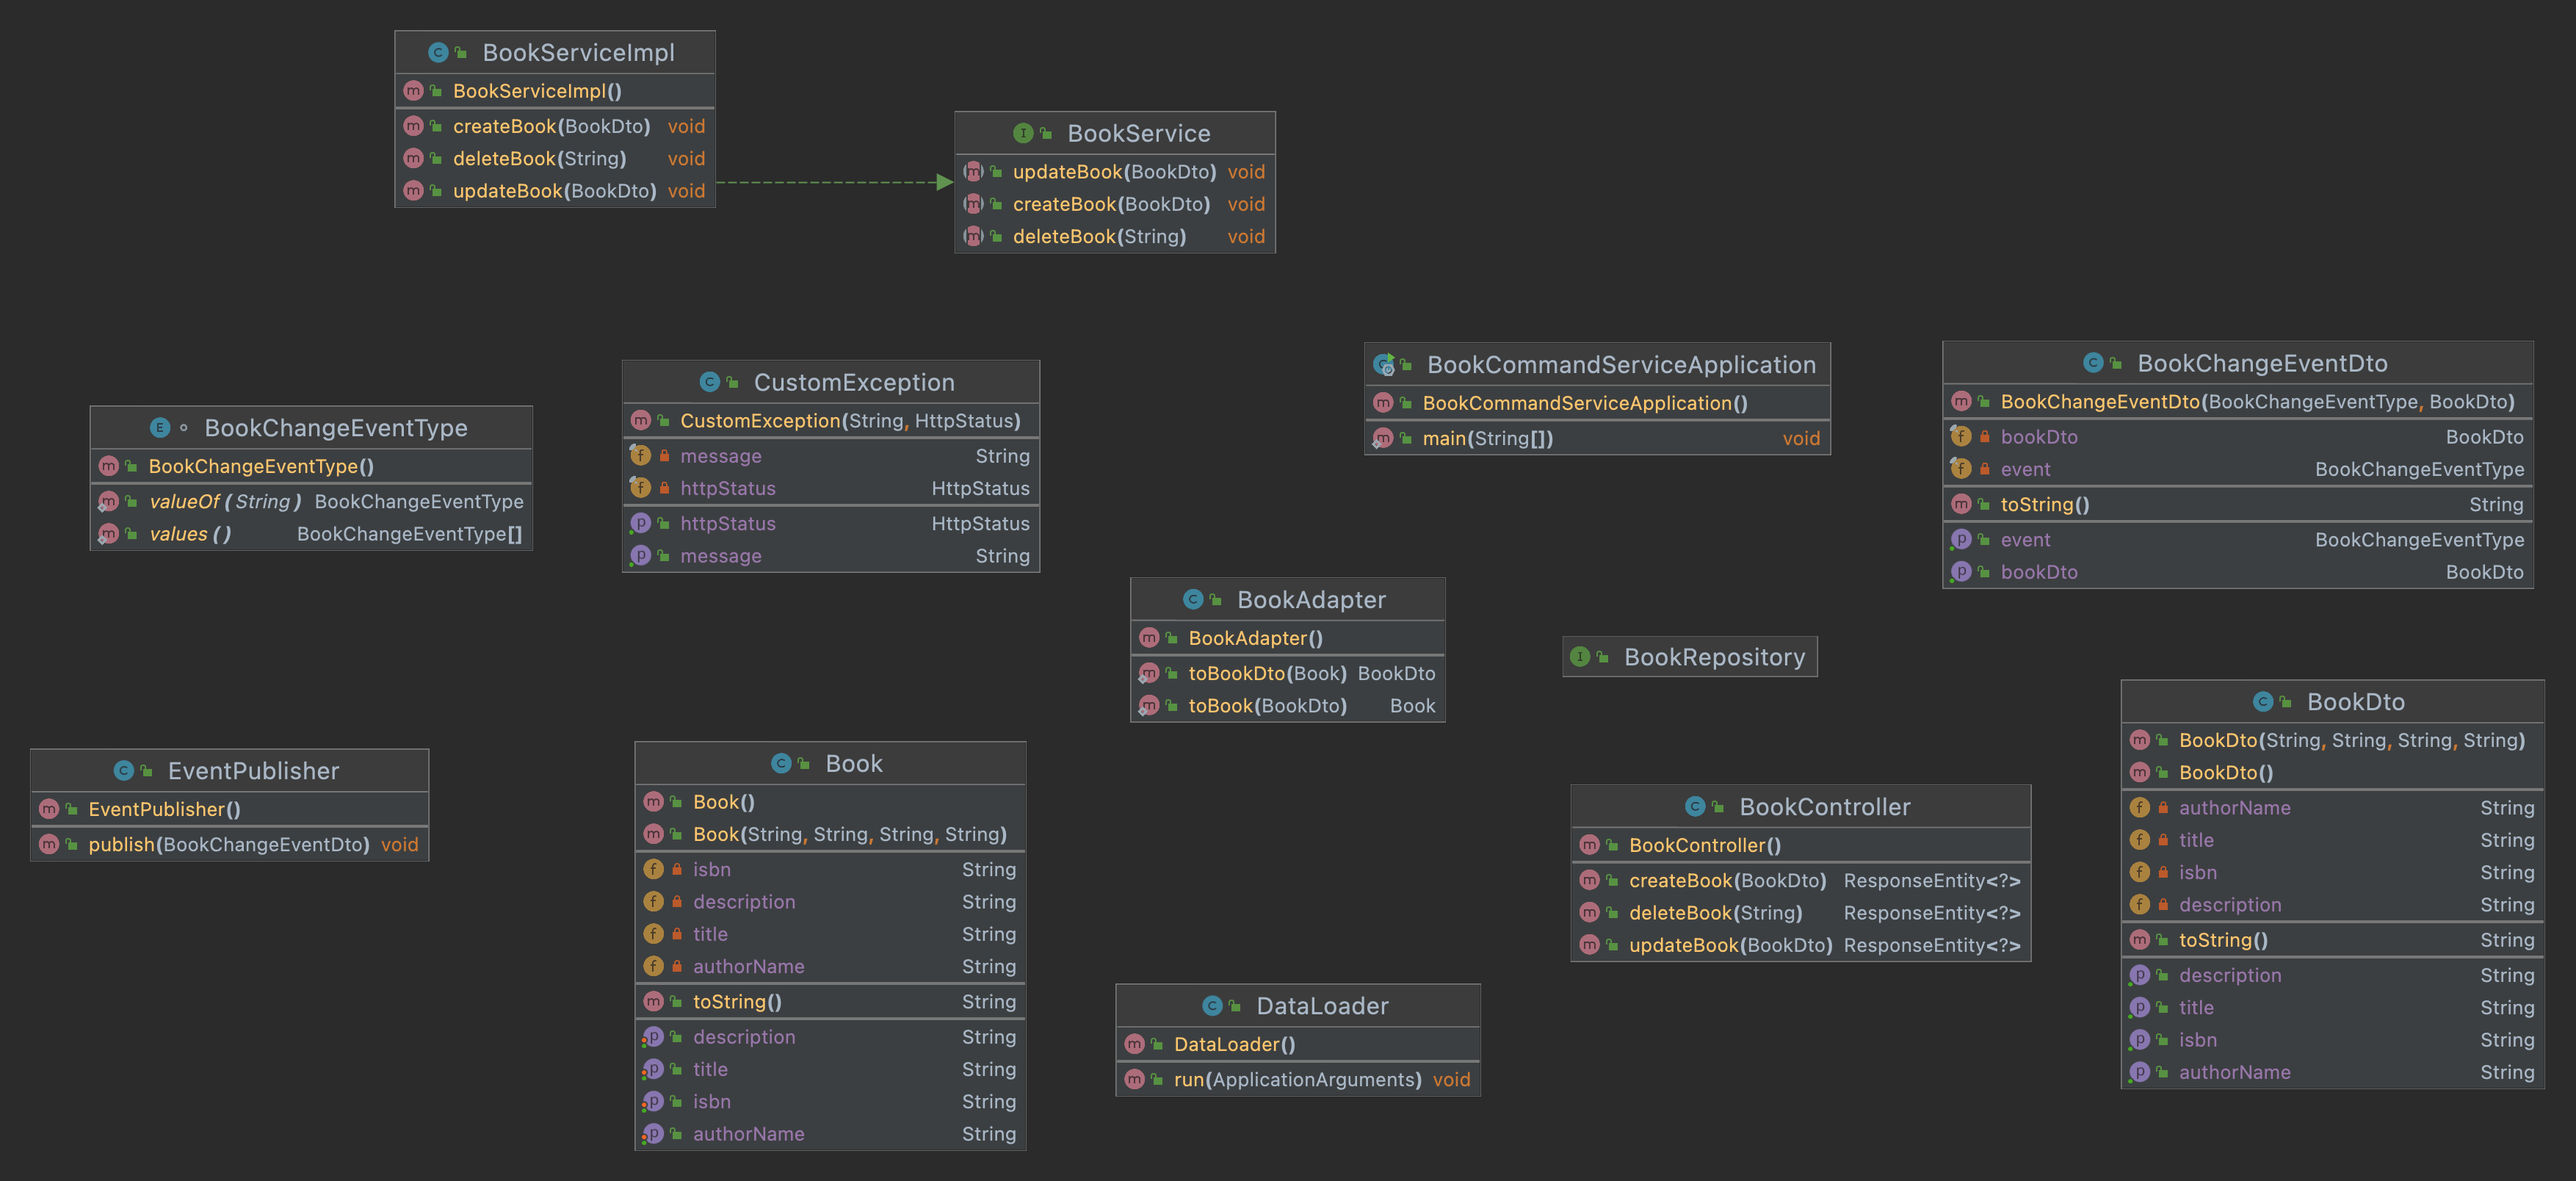 BookServiceImpl
BookServiceImpl()
createBook(BookDto) void
deleteBook(String) void
updateBook(BookDto) void
BookService
updateBook(BookDto) void
createBook(BookDto) void
deleteBook(String) void
BookChangeEventType
BookChangeEventType()
valueOf(String) BookChangeEventType
values() BookChangeEventType[]
CustomException
CustomException(String, HttpStatus)
message String
httpStatus HttpStatus
httpStatus HttpStatus
message String
BookCommandServiceApplication
BookCommandServiceApplication()
main(String[]) void
BookChangeEventDto
BookChangeEventDto(BookChangeEventType, BookDto)
bookDto BookDto
event BookChangeEventType
toString() String
event BookChangeEventType
bookDto BookDto
BookAdapter
BookAdapter()
toBookDto(Book) BookDto
toBook(BookDto) Book
BookRepository
EventPublisher
EventPublisher()
publish(BookChangeEventDto) void
Book
Book()
Book(String, String, String, String)
isbn String
description String
title String
authorName String
toString() String
description String
title String
isbn String
authorName String
DataLoader
DataLoader()
run(ApplicationArguments) void
BookController
BookController()
createBook(BookDto) ResponseEntity<?>
deleteBook(String) ResponseEntity<?>
updateBook(BookDto) ResponseEntity<?>
BookDto
BookDto(String, String, String, String)
BookDto()
authorName String
title String
isbn String
description String
toString() String
description String
title String
isbn String
authorName String